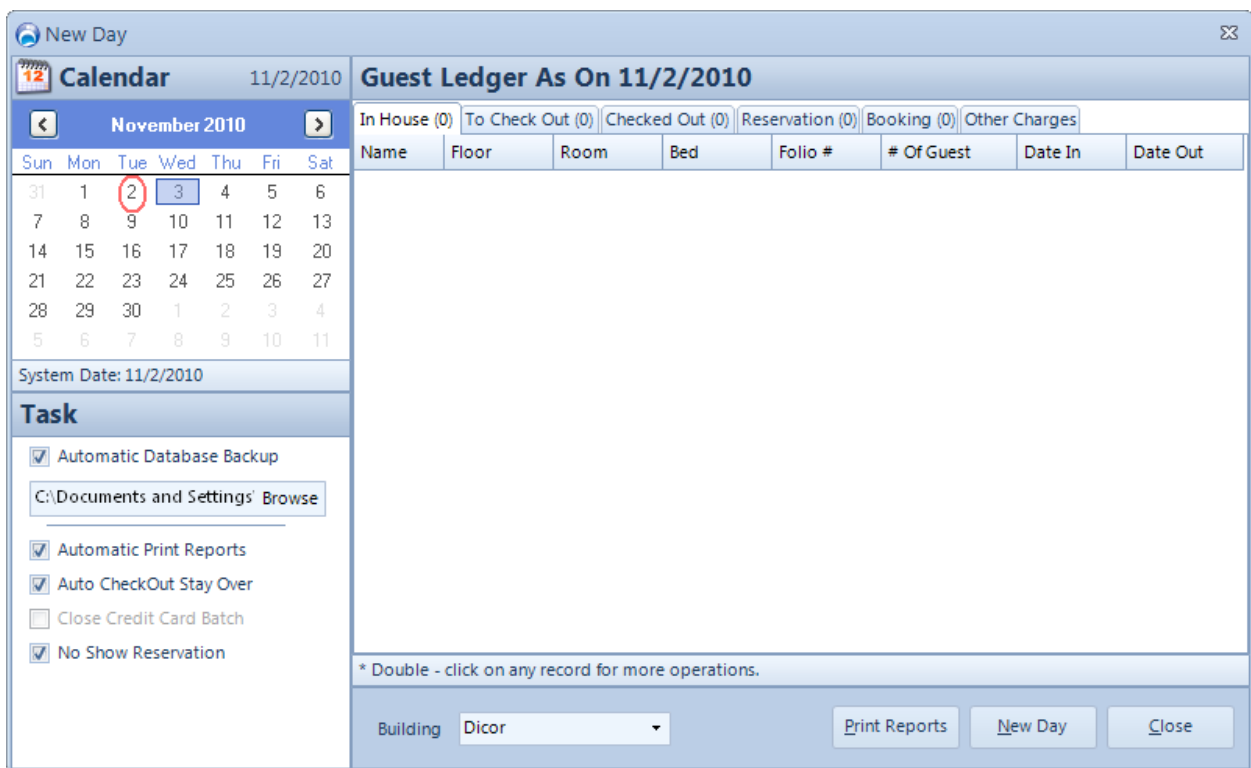 New Day
12 Calendar 11/2/2010
November 2010
Sun Mon Tue Wed Thu Fri Sat
31 1 2 3 4 5 6
7 8 9 10 11 12 13
14 15 16 17 18 19 20
21 22 23 24 25 26 27
28 29 30 1 2 3 4
5 6 7 8 9 10 11
System Date: 11/2/2010
Task
Automatic Database Backup
C:\Documents and Settings' Browse
Automatic Print Reports
Auto CheckOut Stay Over
Close Credit Card Batch
No Show Reservation
Guest Ledger As On 11/2/2010
In House (0) To Check Out (0) Checked Out (0) Reservation (0) Booking (0) Other Charges
Name Floor Room Bed Folio # # Of Guest Date In Date Out
* Double - click on any record for more operations.
Building Dicor Print Reports New Day Close